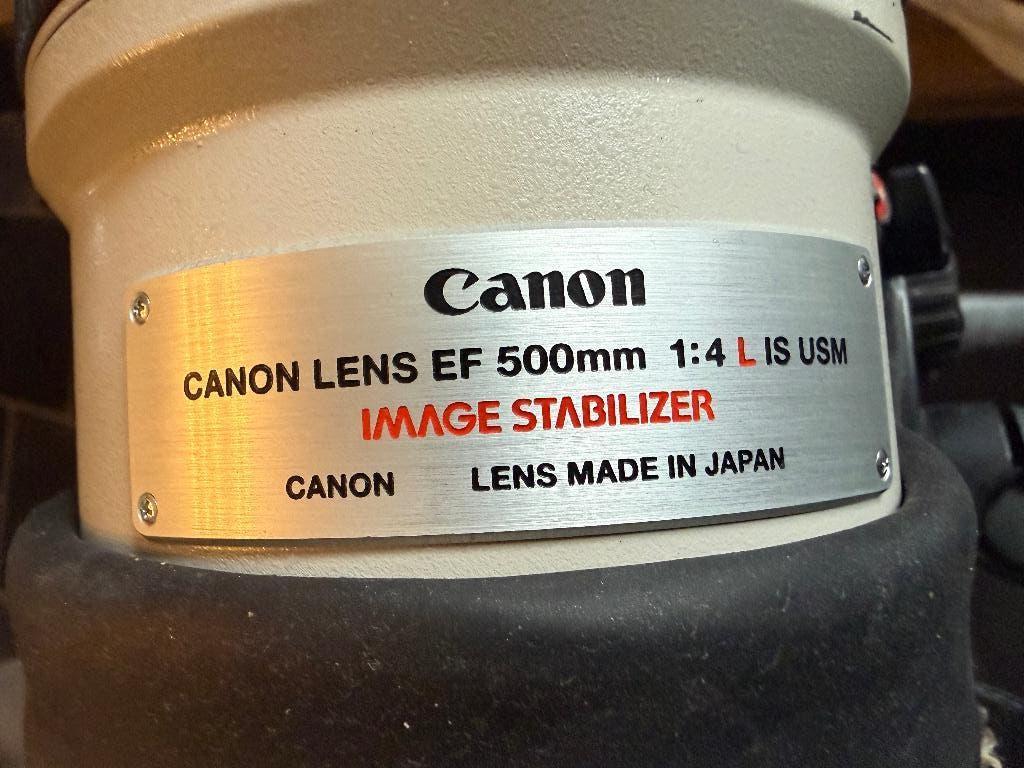 Canon
CANON LENS EF 500mm 1:4 L IS USM
IMAGE STABILIZER
CANON LENS MADE IN JAPAN